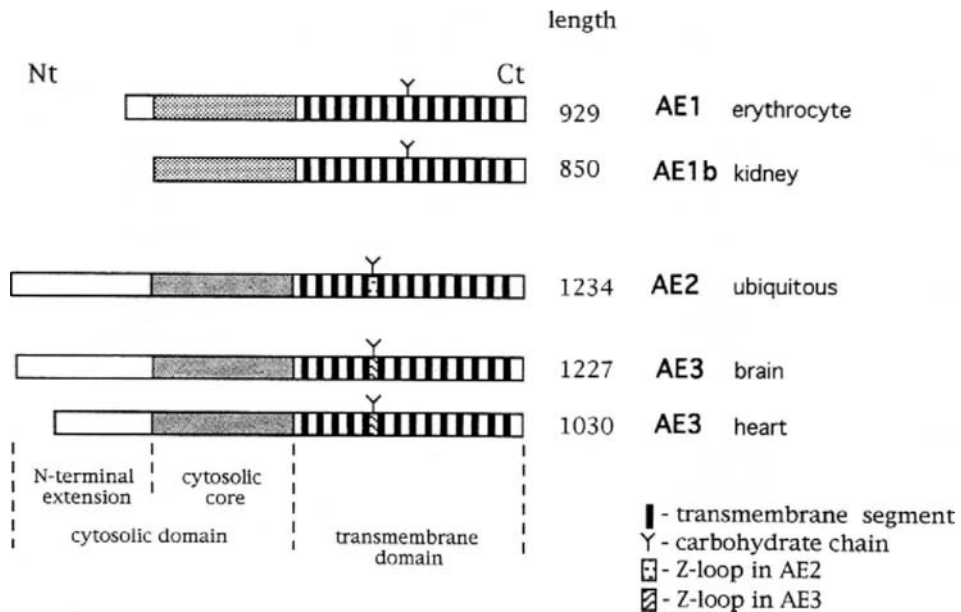 length
Nt Ct
929 AE1 erythrocyte
850 AE1b kidney
1234 AE2 ubiquitous
1227 AE3 brain
1030 AE3 heart
N-terminal
extension
cytosolic
core
cytosolic domain
transmembrane
domain
- transmembrane segment
- carbohydrate chain
- Z-loop in AE2
- Z-loop in AE3